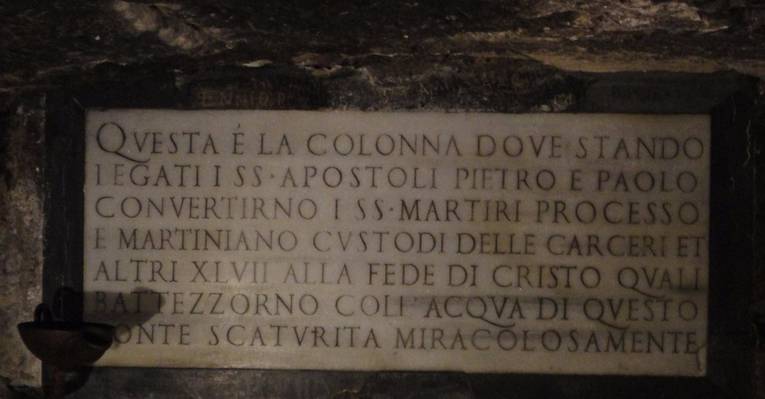 QVESTA É LA COLONNA DOVE STANDO
LEGATI I SS·APOSTOLI PIETRO E PAOLO
CONVERTIRNO I SS·MARTIRI PROCESSO
E MARTINIANO CVSTODI DELLE CARCERI ET
ALTRI XLVII ALLA FEDE DI CRISTO QVALI
BATTEZZORNO COLL'ACQVA DI QVESTO
FONTE SCATVRITA MIRACOLOSAMENTE